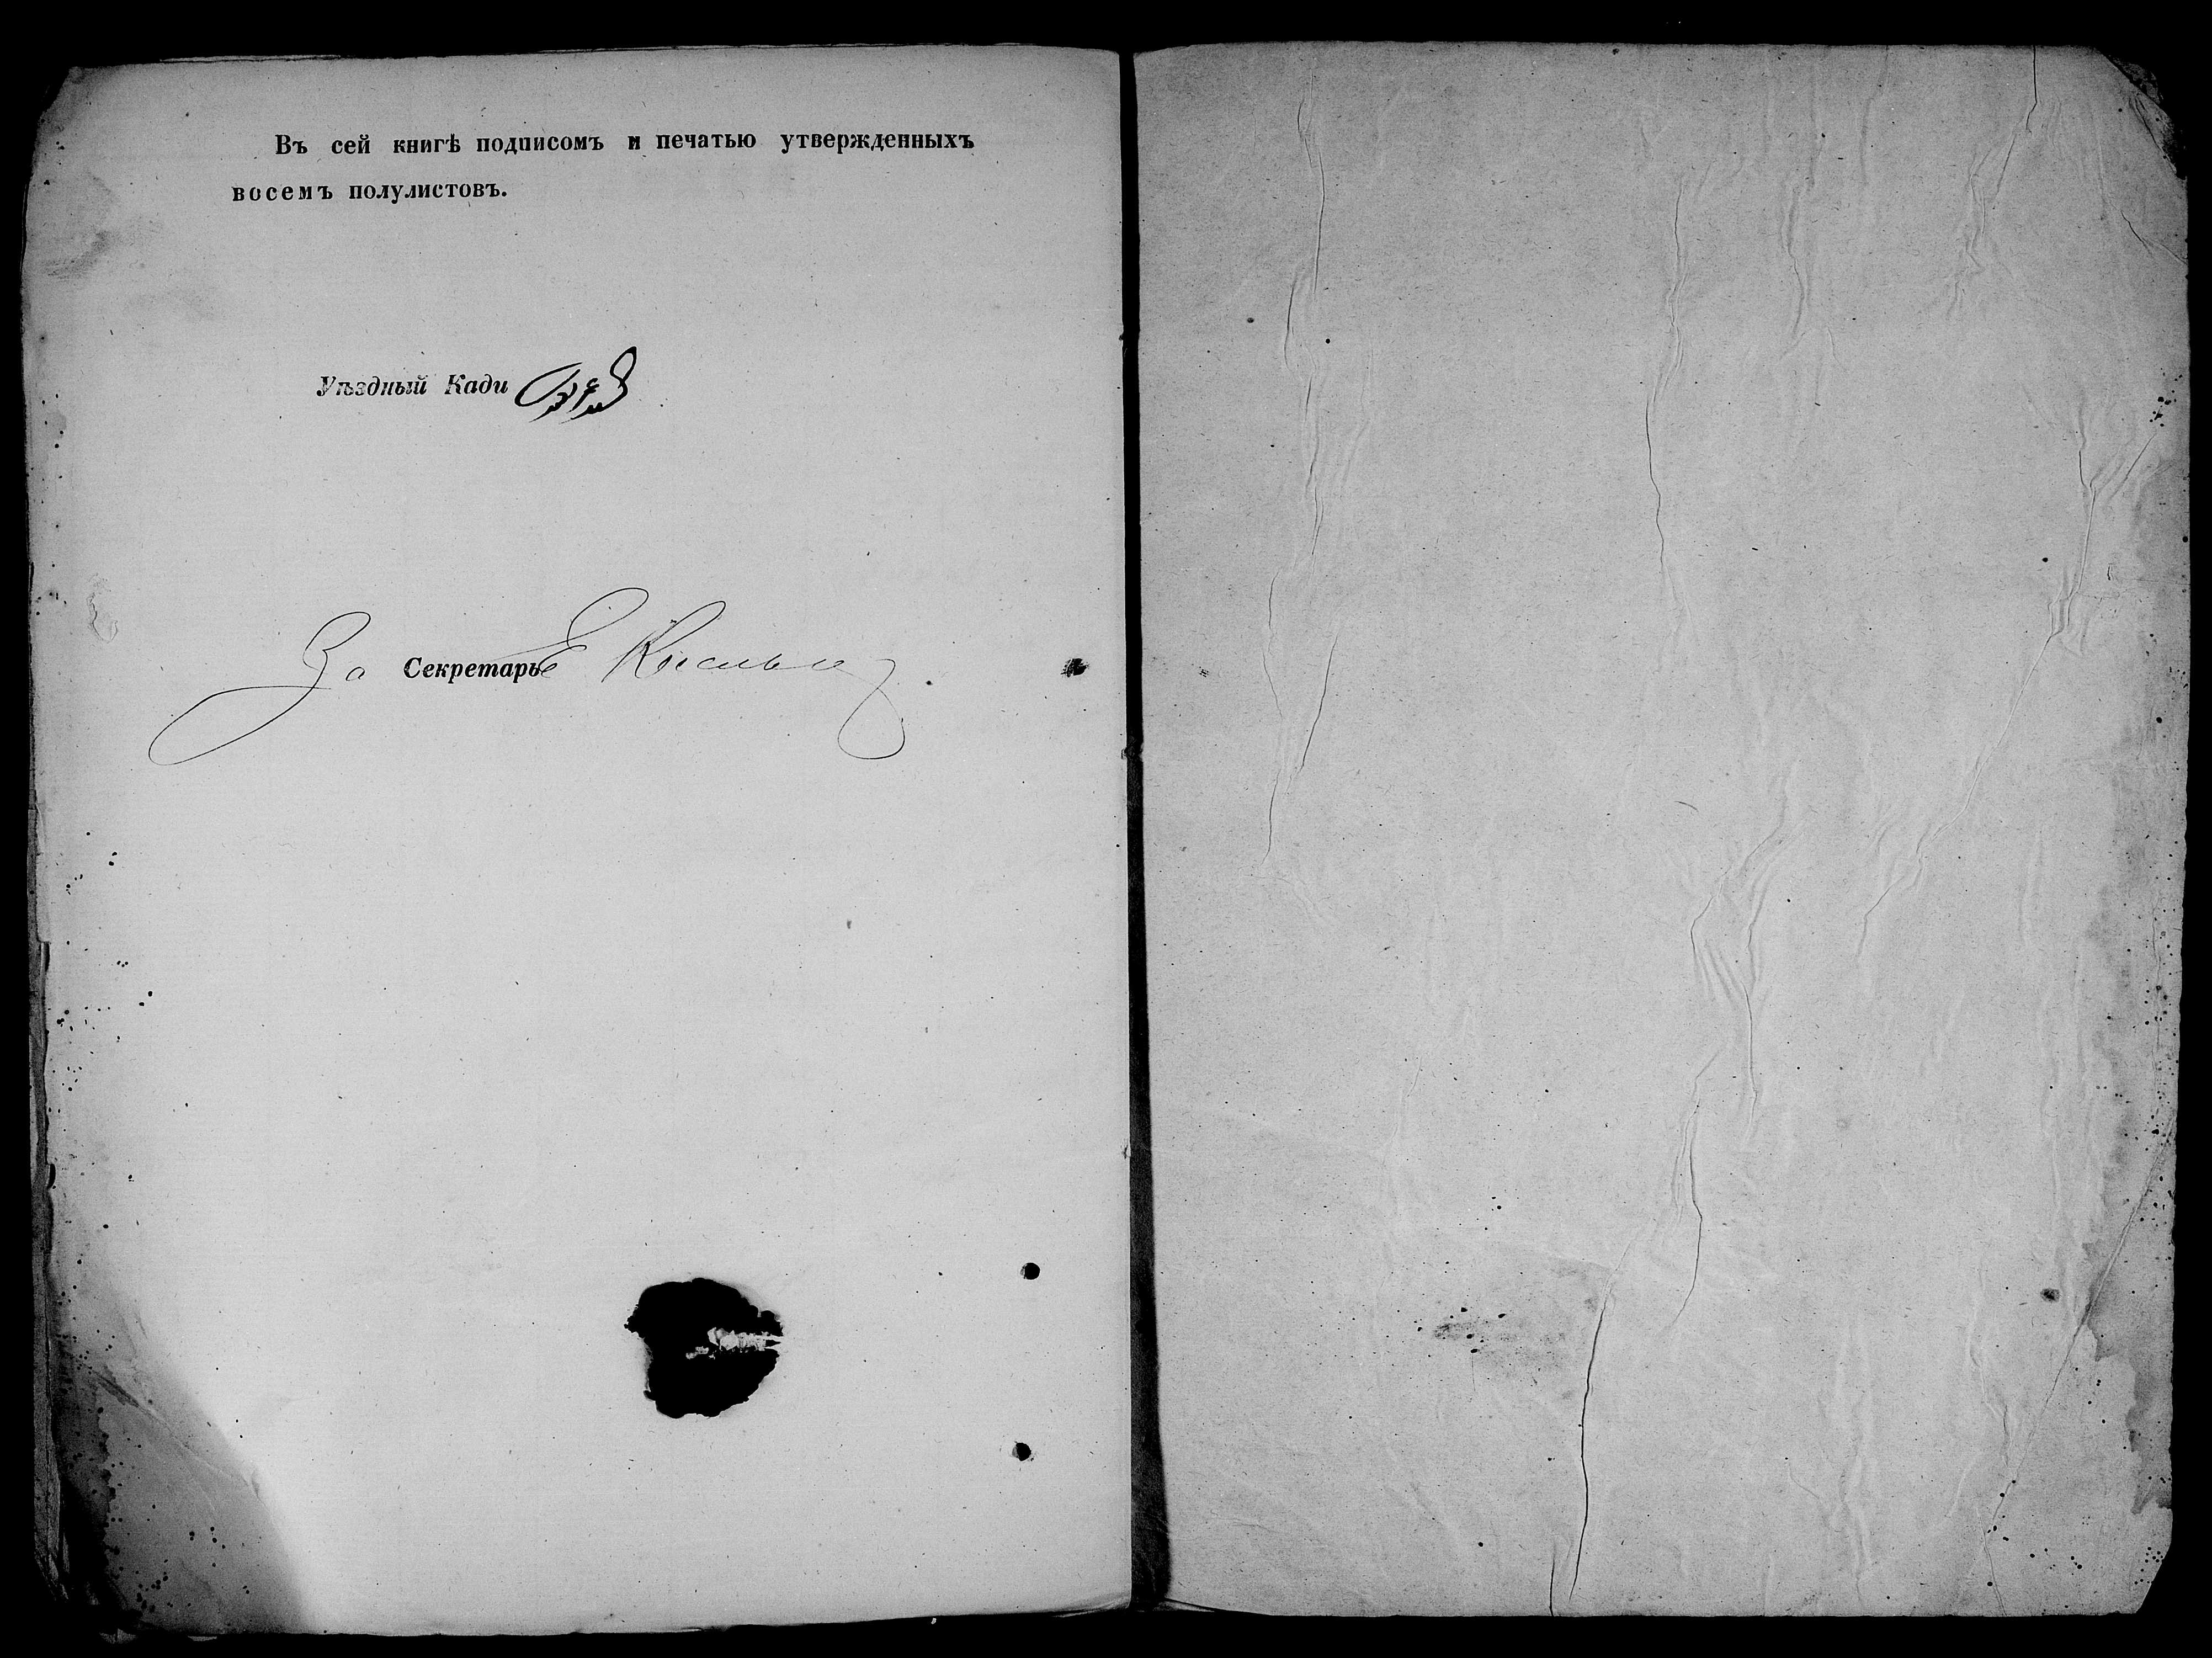 Въ сей книгѣ подписомъ и печатью утвержденныхъ
восемъ полулистовъ.
Уѣздный Кади
За Секретарь Е